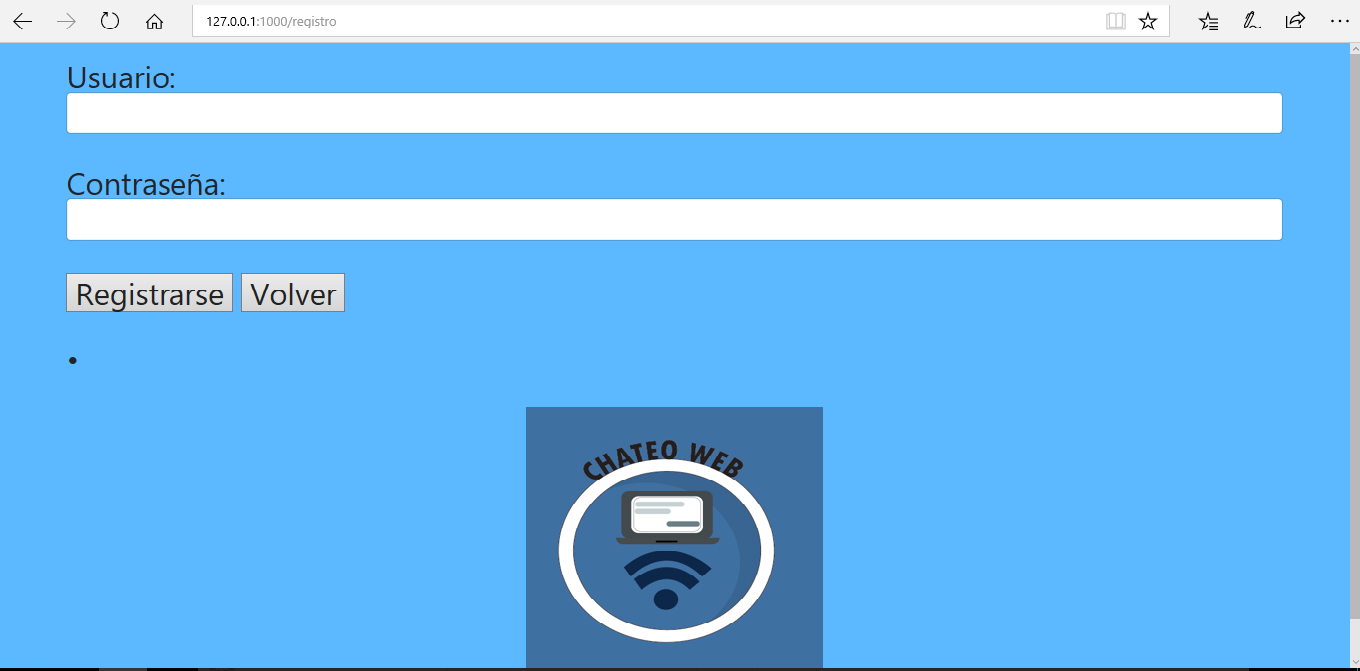 127.0.0.1:1000/registro
Usuario:
Contraseña:
Registrarse Volver
•
CHATEO WEB